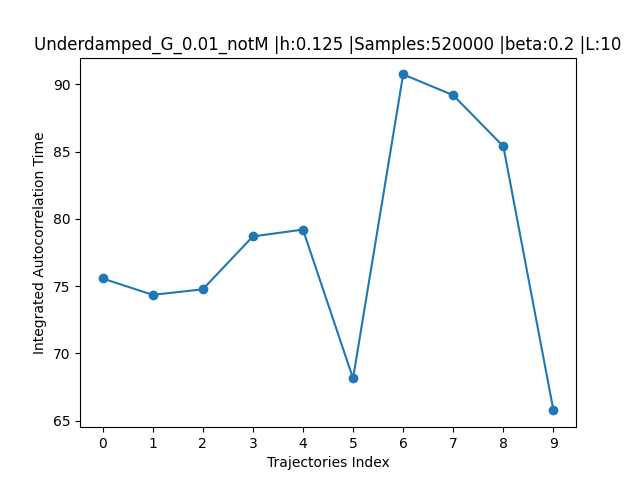 Underdamped_G_0.01_notM |h:0.125 |Samples:520000 |beta:0.2 |L:10
90
85
80
75
70
65
Integrated Autocorrelation Time
0 1 2 3 4 5 6 7 8 9
Trajectories Index